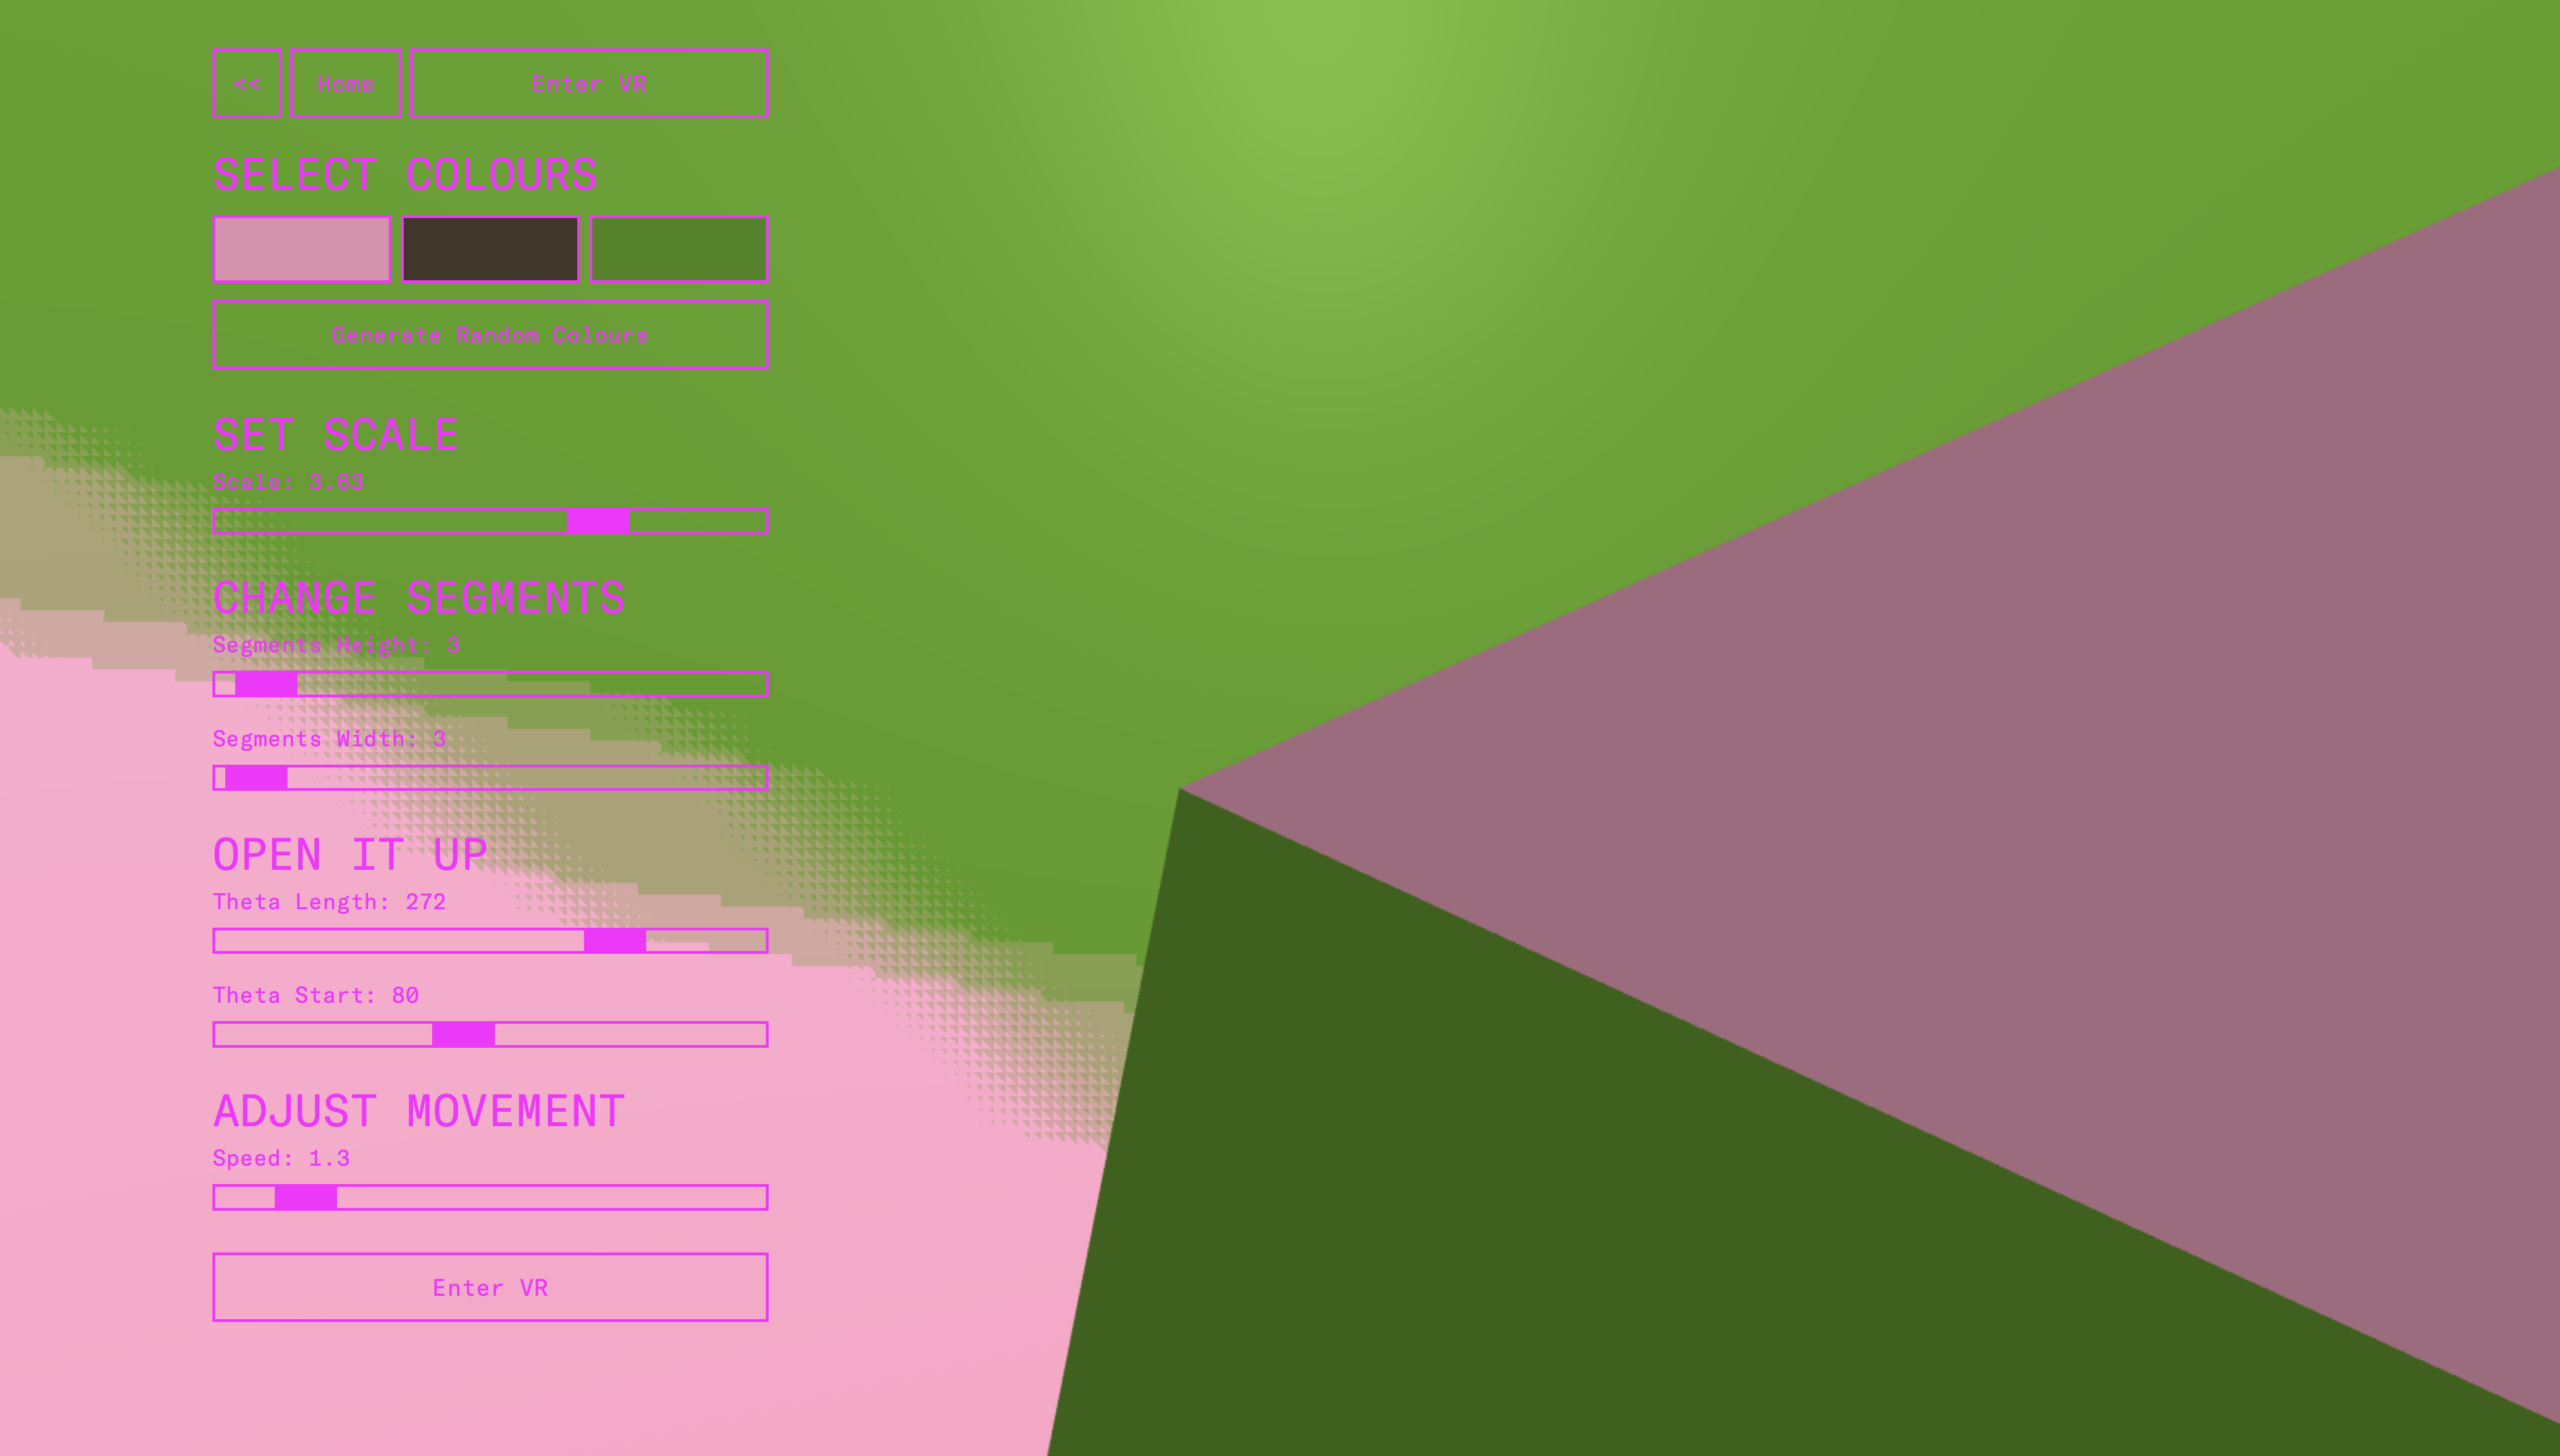 << Home Enter VR
SELECT COLOURS
Generate Random Colours
SET SCALE
Scale: 3.63
CHANGE SEGMENTS
Segments Height: 3
Segments Width: 3
OPEN IT UP
Theta Length: 272
Theta Start: 80
ADJUST MOVEMENT
Speed: 1.3
Enter VR